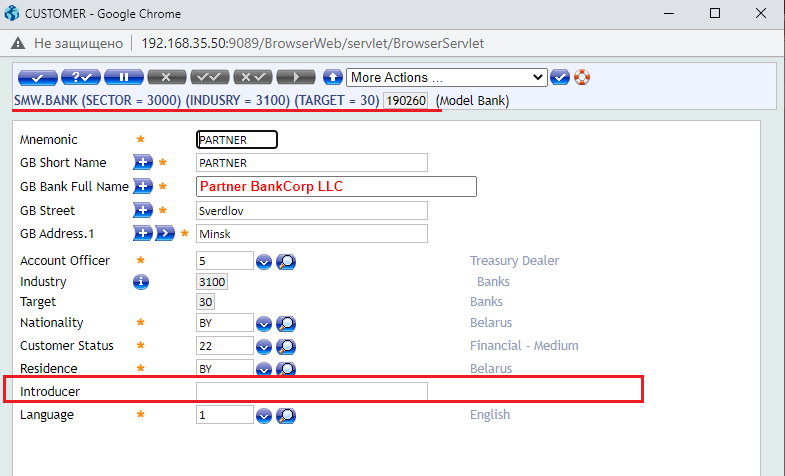 CUSTOMER - Google Chrome
Не защищено | 192.168.35.50:9089/BrowserWeb/servlet/BrowserServlet
More Actions ...
SMW.BANK (SECTOR = 3000) (INDUSRY = 3100) (TARGET = 30) 190260 (Model Bank)
Mnemonic * PARTNER
GB Short Name * PARTNER
GB Bank Full Name * Partner BankCorp LLC
GB Street * Sverdlov
GB Address.1 * Minsk
Account Officer * 5 Treasury Dealer
Industry 3100 Banks
Target 30 Banks
Nationality * BY Belarus
Customer Status * 22 Financial - Medium
Residence * BY Belarus
Introducer
Language * 1 English